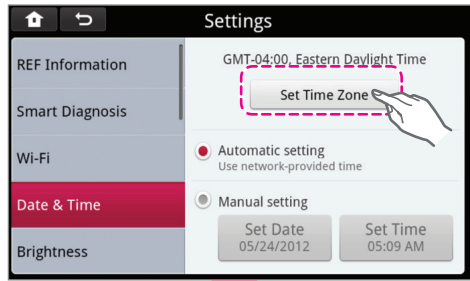 Settings
REF Information
Smart Diagnosis
Wi-Fi
Date & Time
Brightness
GMT-04:00, Eastern Daylight Time
Set Time Zone
Automatic setting
Use network-provided time
Manual setting
Set Date
05/24/2012
Set Time
05:09 AM